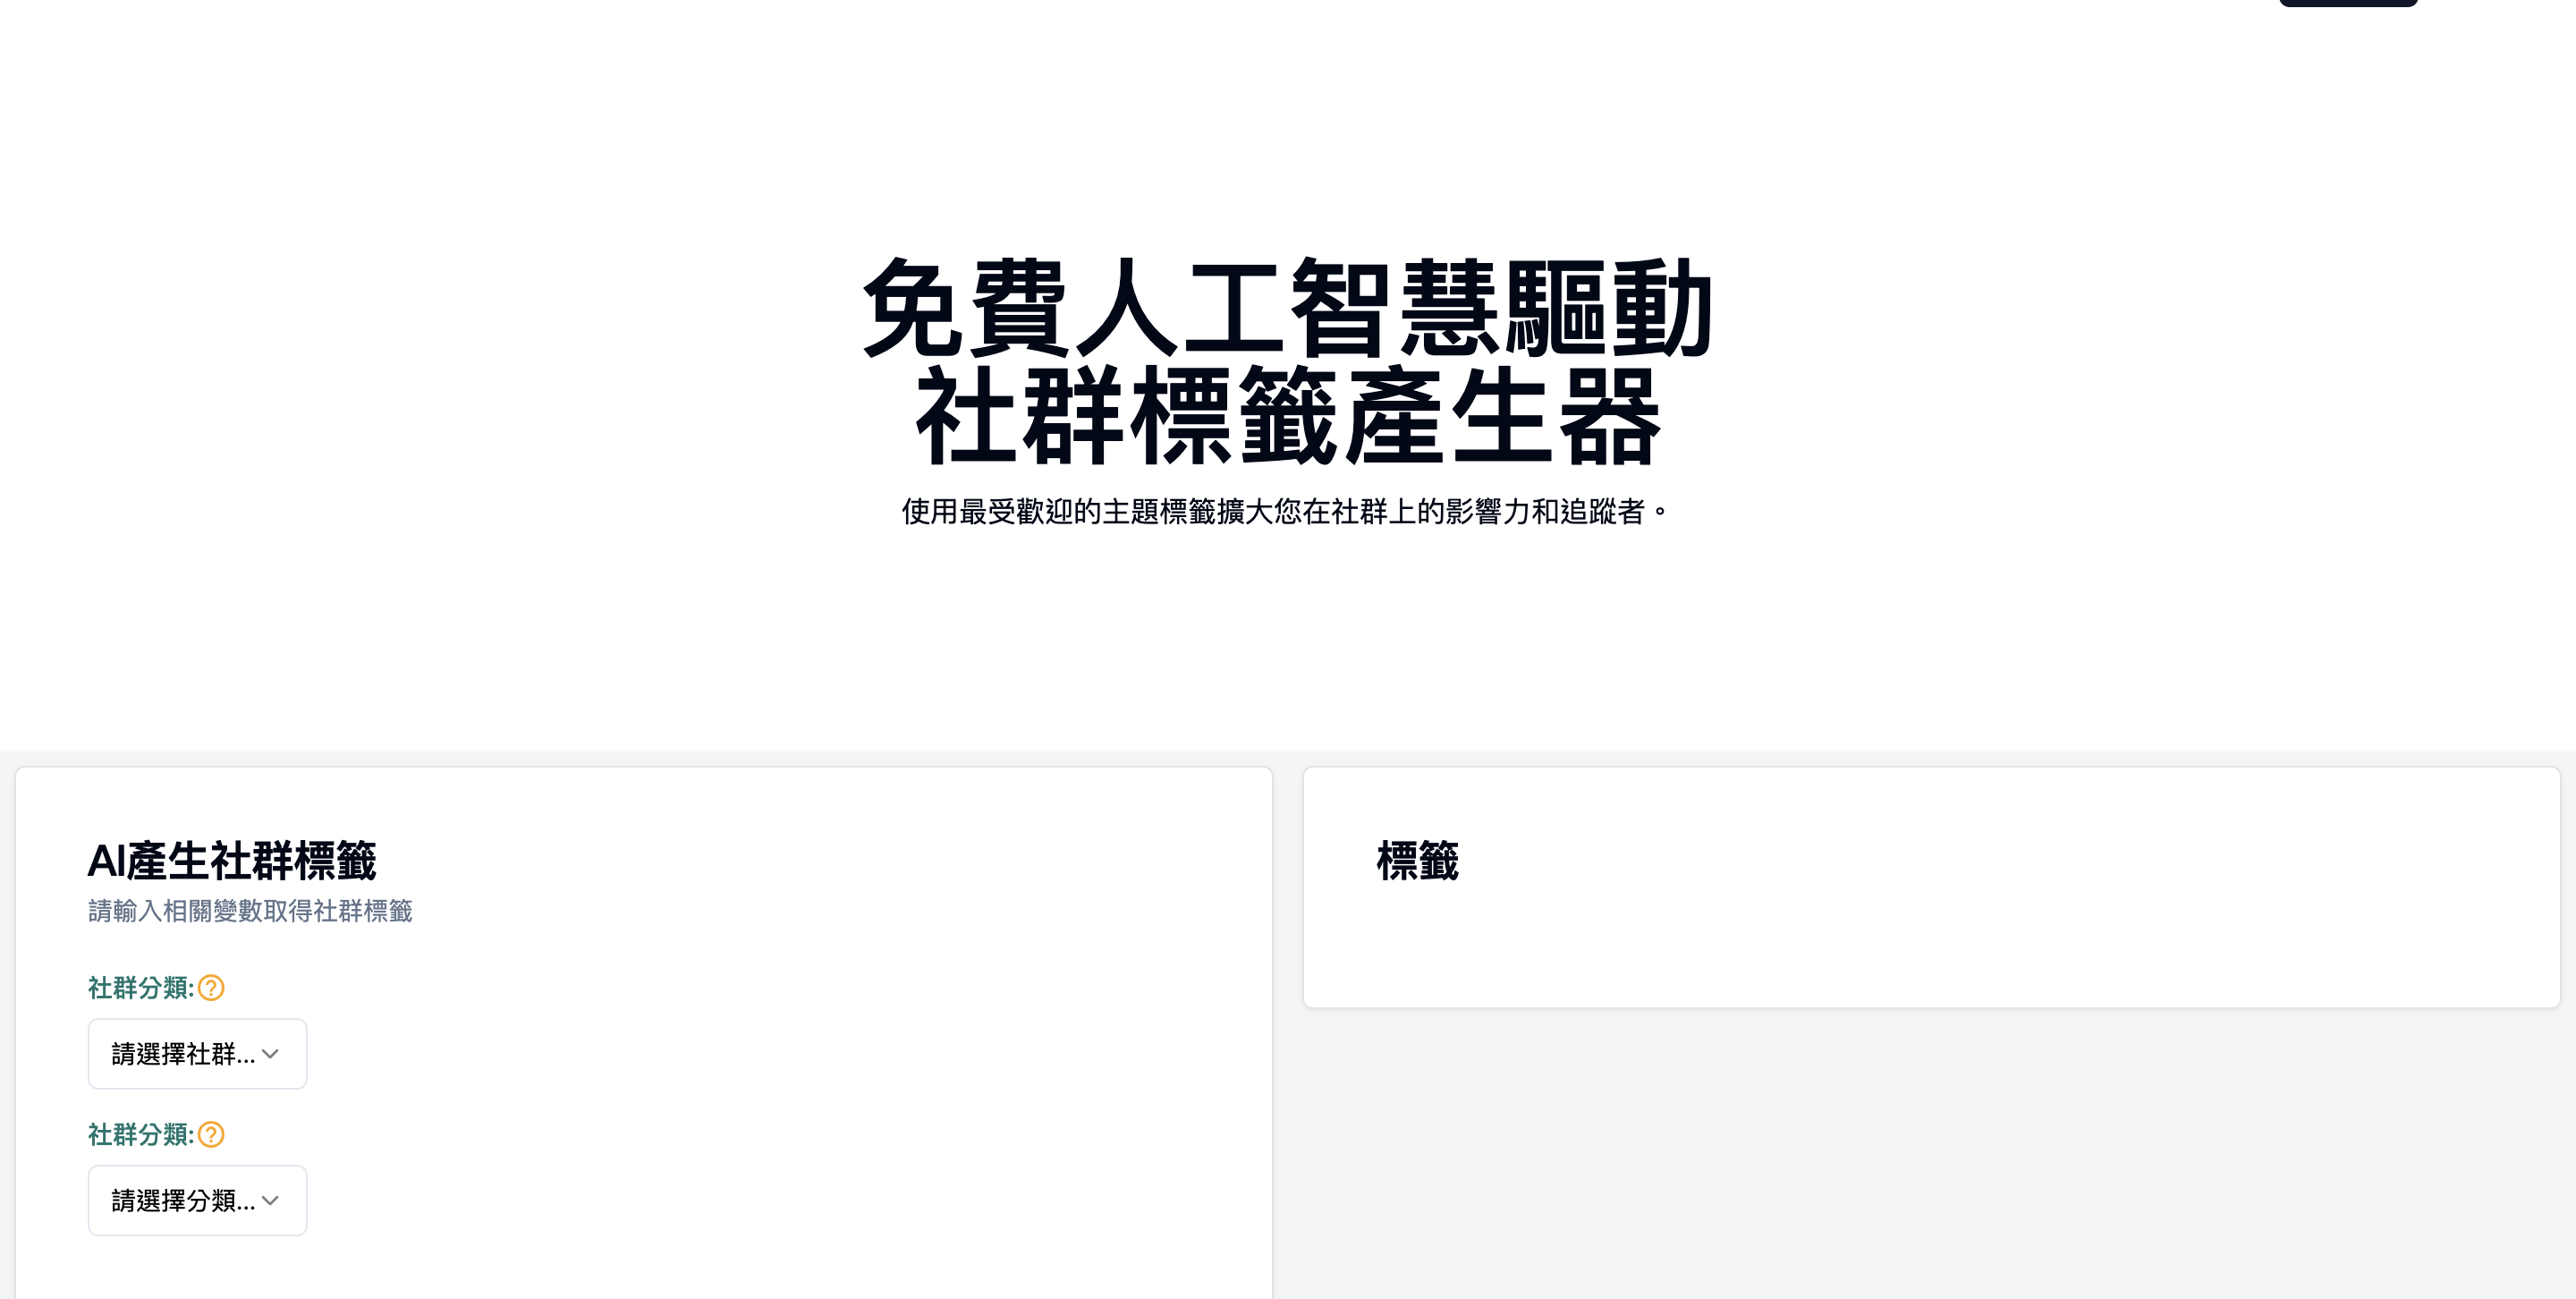 免費人工智慧驅動
社群標籤產生器
使用最受歡迎的主題標籤擴大您在社群上的影響力和追蹤者。
AI產生社群標籤
請輸入相關變數取得社群標籤
社群分類:
請選擇社群...
社群分類:
請選擇分類...
標籤